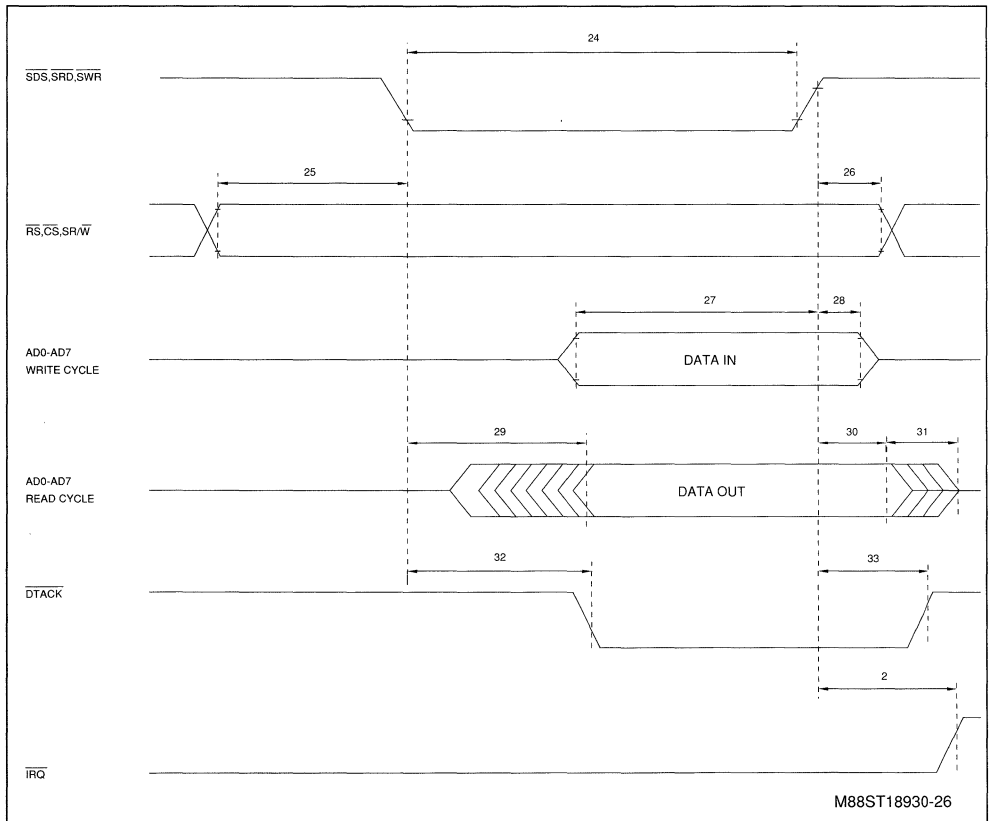 24
SDS,SRD,SWR
25
26
RS,CS,SR/W
27
28
AD0-AD7
WRITE CYCLE
DATA IN
29
30
31
AD0-AD7
READ CYCLE
DATA OUT
32
33
DTACK
2
IRQ
M88ST18930-26